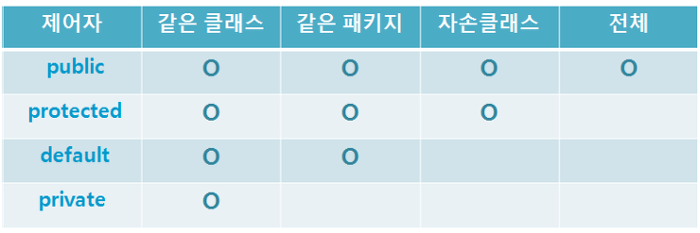 제어자 같은 클래스 같은 패키지 자손클래스 전체
public O O O O
protected O O O
default O O
private O